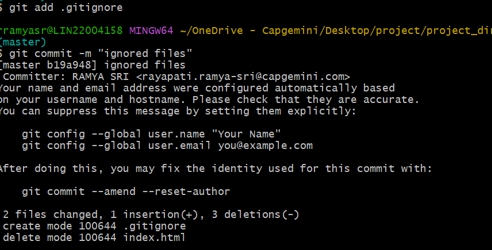 $ git add .gitignore
rramyasr@LIN22004158 MINGW64 ~/OneDrive - Capgemini/Desktop/project/project_di
(master)
$ git commit -m "ignored files"
[master b19a948] ignored files
Committer: RAMYA SRI <rayapati.ramya-sri@capgemini.com>
Your name and email address were configured automatically based
on your username and hostname. Please check that they are accurate.
You can suppress this message by setting them explicitly:
git config --global user.name "Your Name"
git config --global user.email you@example.com
After doing this, you may fix the identity used for this commit with:
git commit --amend --reset-author
2 files changed, 1 insertion(+), 3 deletions(-)
create mode 100644 .gitignore
delete mode 100644 index.html